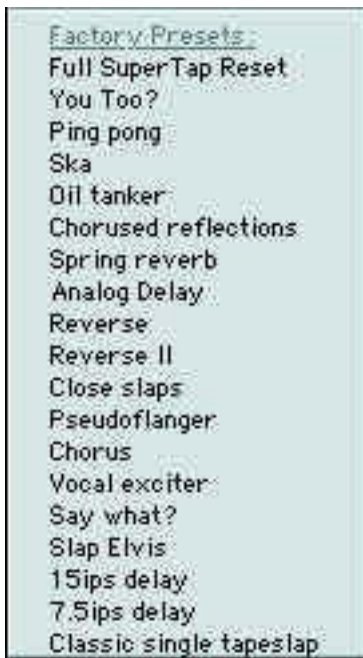 Factory Presets:
Full SuperTap Reset
You Too?
Ping pong
Ska
Oil tanker
Chorused reflections
Spring reverb
Analog Delay
Reverse
Reverse II
Close slaps
Pseudoflanger
Chorus
Vocal exciter
Say what?
Slap Elvis
15ips delay
7.5ips delay
Classic single tapeslap